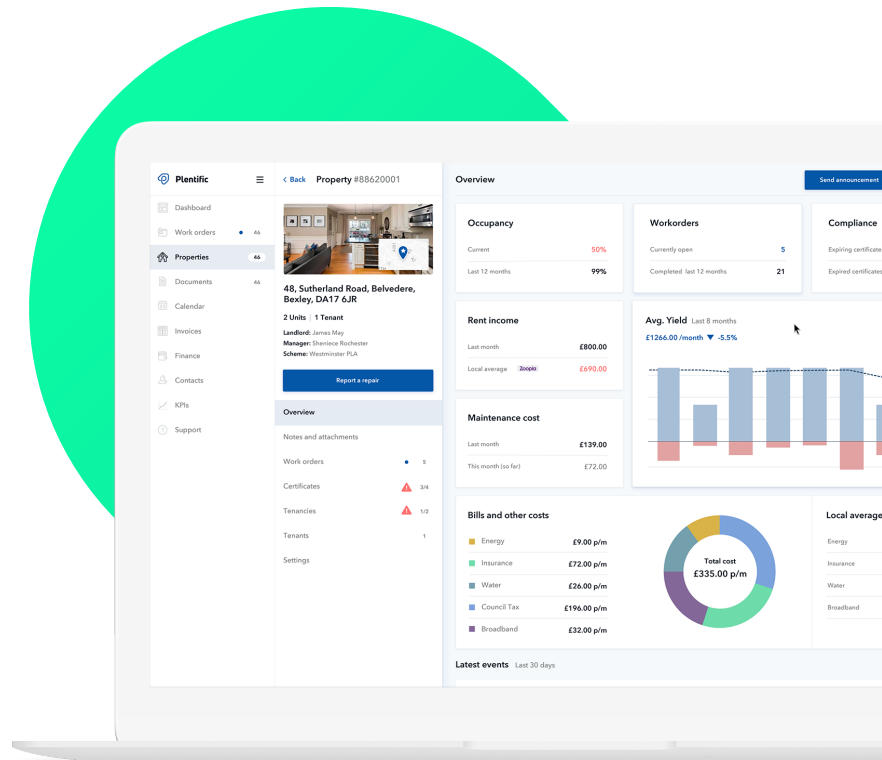 Plentific
Dashboard
Work orders 46
Properties 46
Documents 46
Calendar
Invoices
Finance
Contacts
KPIs
Support
Back Property #88620001
48, Sutherland Road, Belvedere,
Bexley, DA17 6JR
2 Units | 1 Tenant
Landlord: James May
Manager: Sheniece Rochester
Scheme: Westminster PLA
Report a repair
Overview
Notes and attachments
Work orders 5
Certificates 3/4
Tenancies 1/2
Tenants 1
Settings
Overview
Send announcement
Occupancy
Current 50%
Last 12 months 99%
Workorders
Currently open 5
Completed last 12 months 21
Compliance
Expiring certificate
Expired certificates
Rent income
Last month £800.00
Local average Zoopla £690.00
Avg. Yield Last 8 months
£1266.00 /month ▼ -5.5%
Maintenance cost
Last month £139.00
This month (so far) £72.00
Bills and other costs
Energy £9.00 p/m
Insurance £72.00 p/m
Water £26.00 p/m
Council Tax £196.00 p/m
Broadband £32.00 p/m
Total cost
£335.00 p/m
Local average
Energy
Insurance
Water
Broadband
Latest events Last 30 days